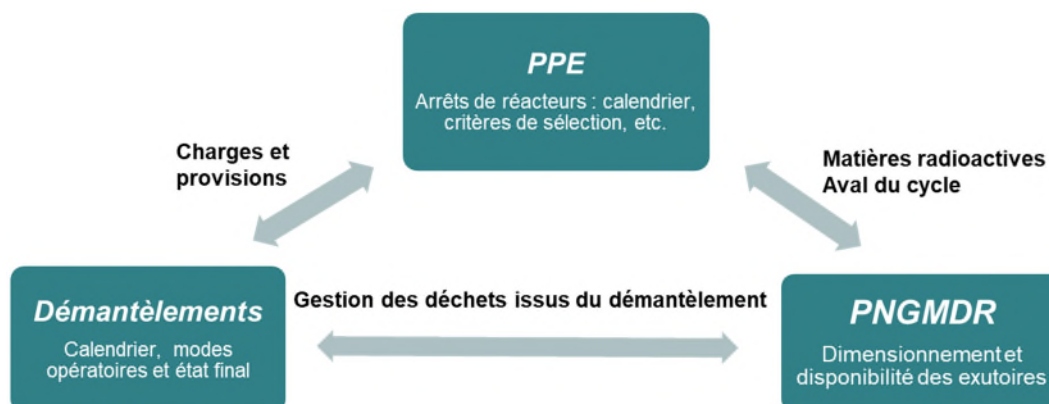 PPE
Arrêts de réacteurs : calendrier,
critères de sélection, etc.
Charges et
provisions
Matières radioactives
Aval du cycle
Démantèlements
Calendrier, modes
opératoires et état final
Gestion des déchets issus du démantèlement
PNGMDR
Dimensionnement et
disponibilité des exutoires